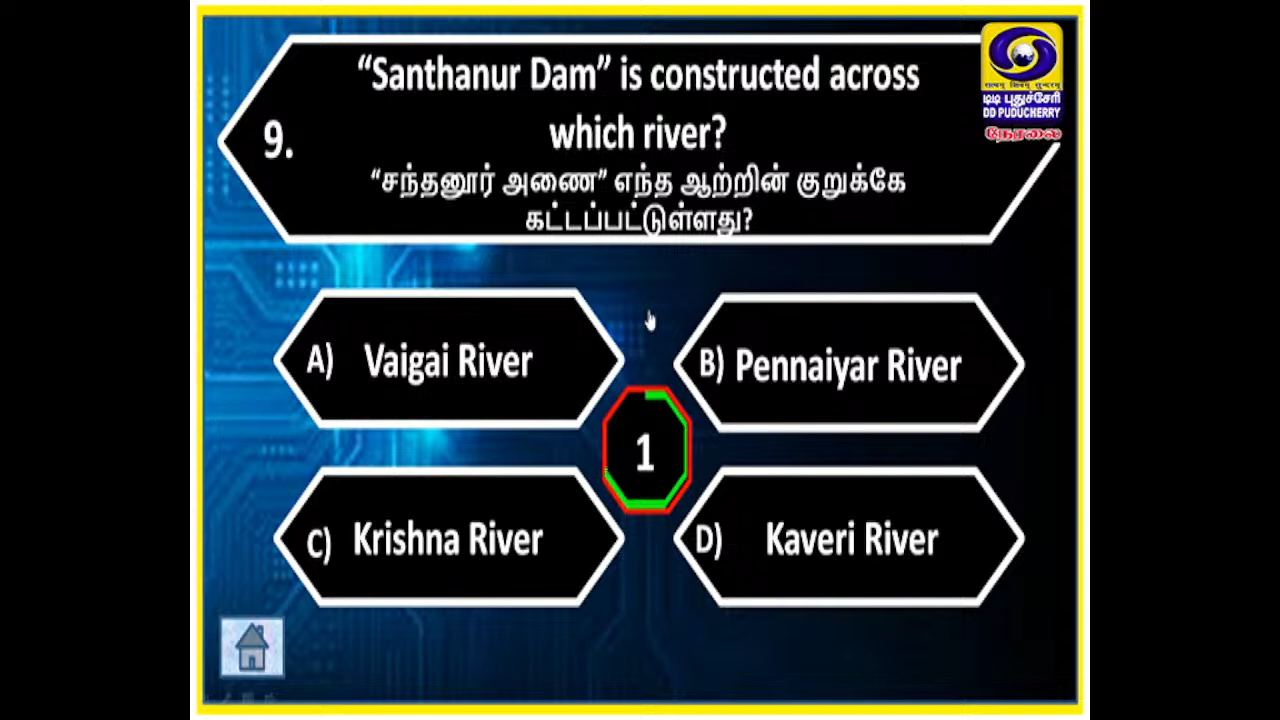 “Santhanur Dam” is constructed across
9.
which river?
“சந்தனூர் அணை” எந்த ஆற்றின் குறுக்கே
கட்டப்பட்டுள்ளது?
டிடி புதுச்சேரி
DD PUDUCHERRY
நேரலை
A) Vaigai River
B) Pennaiyar River
1
C) Krishna River
D) Kaveri River